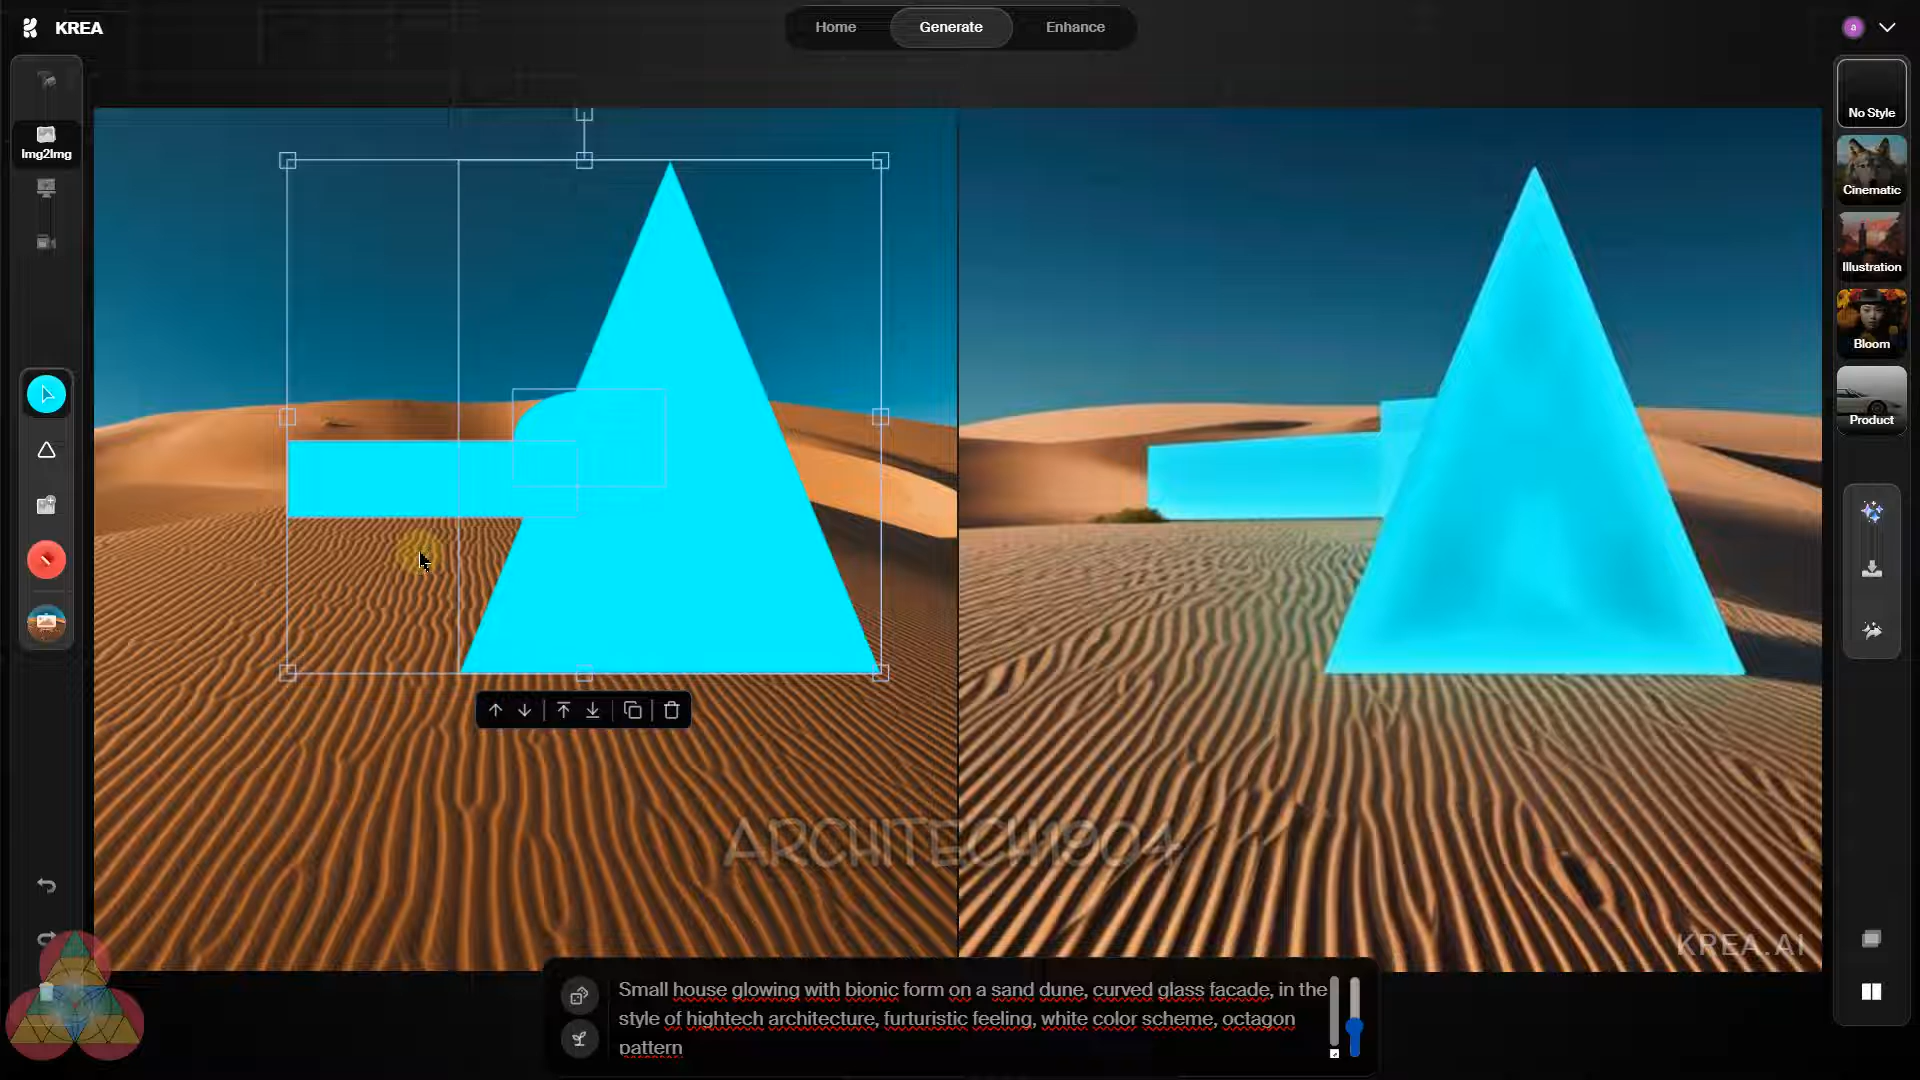 KREA
Home
Generate
Enhance
a
Img2Img
No Style
Cinematic
Illustration
Bloom
Product
ARCHITECH1904
KREA.AI
Small house glowing with bionic form on a sand dune, curved glass facade, in the
style of hightech architecture, furturistic feeling, white color scheme, octagon
pattern